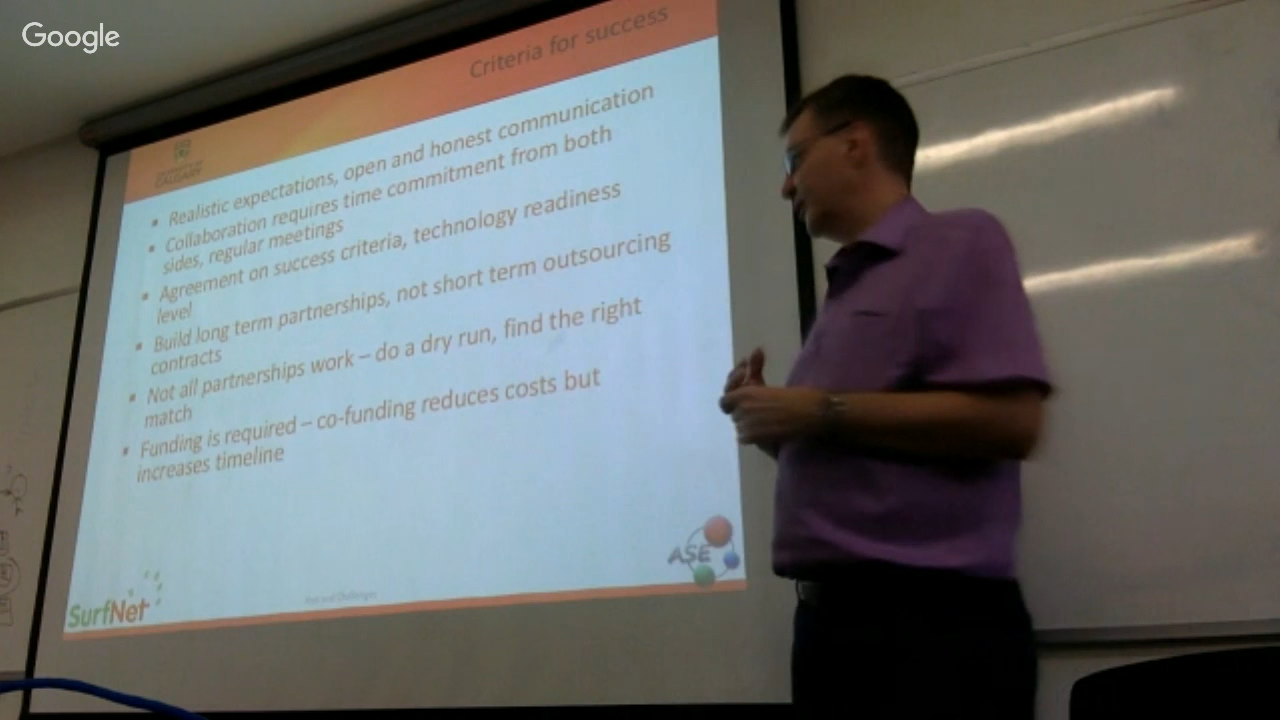 Google
Criteria for success
CALGARY
▪ Realistic expectations, open and honest communication
▪ Collaboration requires time commitment from both
sides, regular meetings
▪ Agreement on success criteria, technology readiness
level
▪ Build long term partnerships, not short term outsourcing
contracts
▪ Not all partnerships work – do a dry run, find the right
match
▪ Funding is required – co-funding reduces costs but
increases timeline
ASE
SurfNet
and Challenges